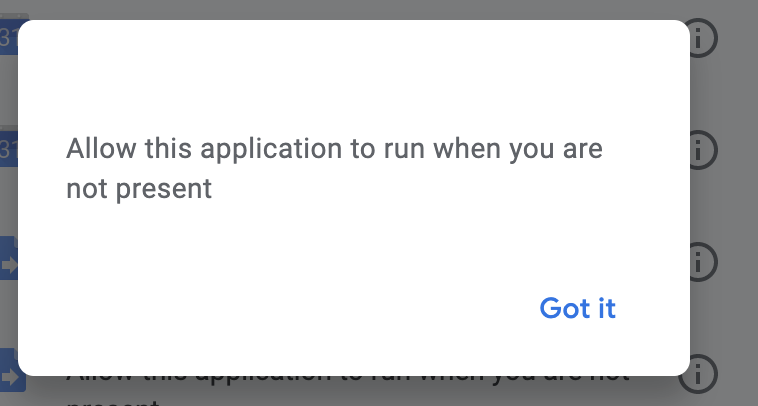 31
Allow this application to run when you are
not present
31
Got it
Allow this application to run when you are not
present